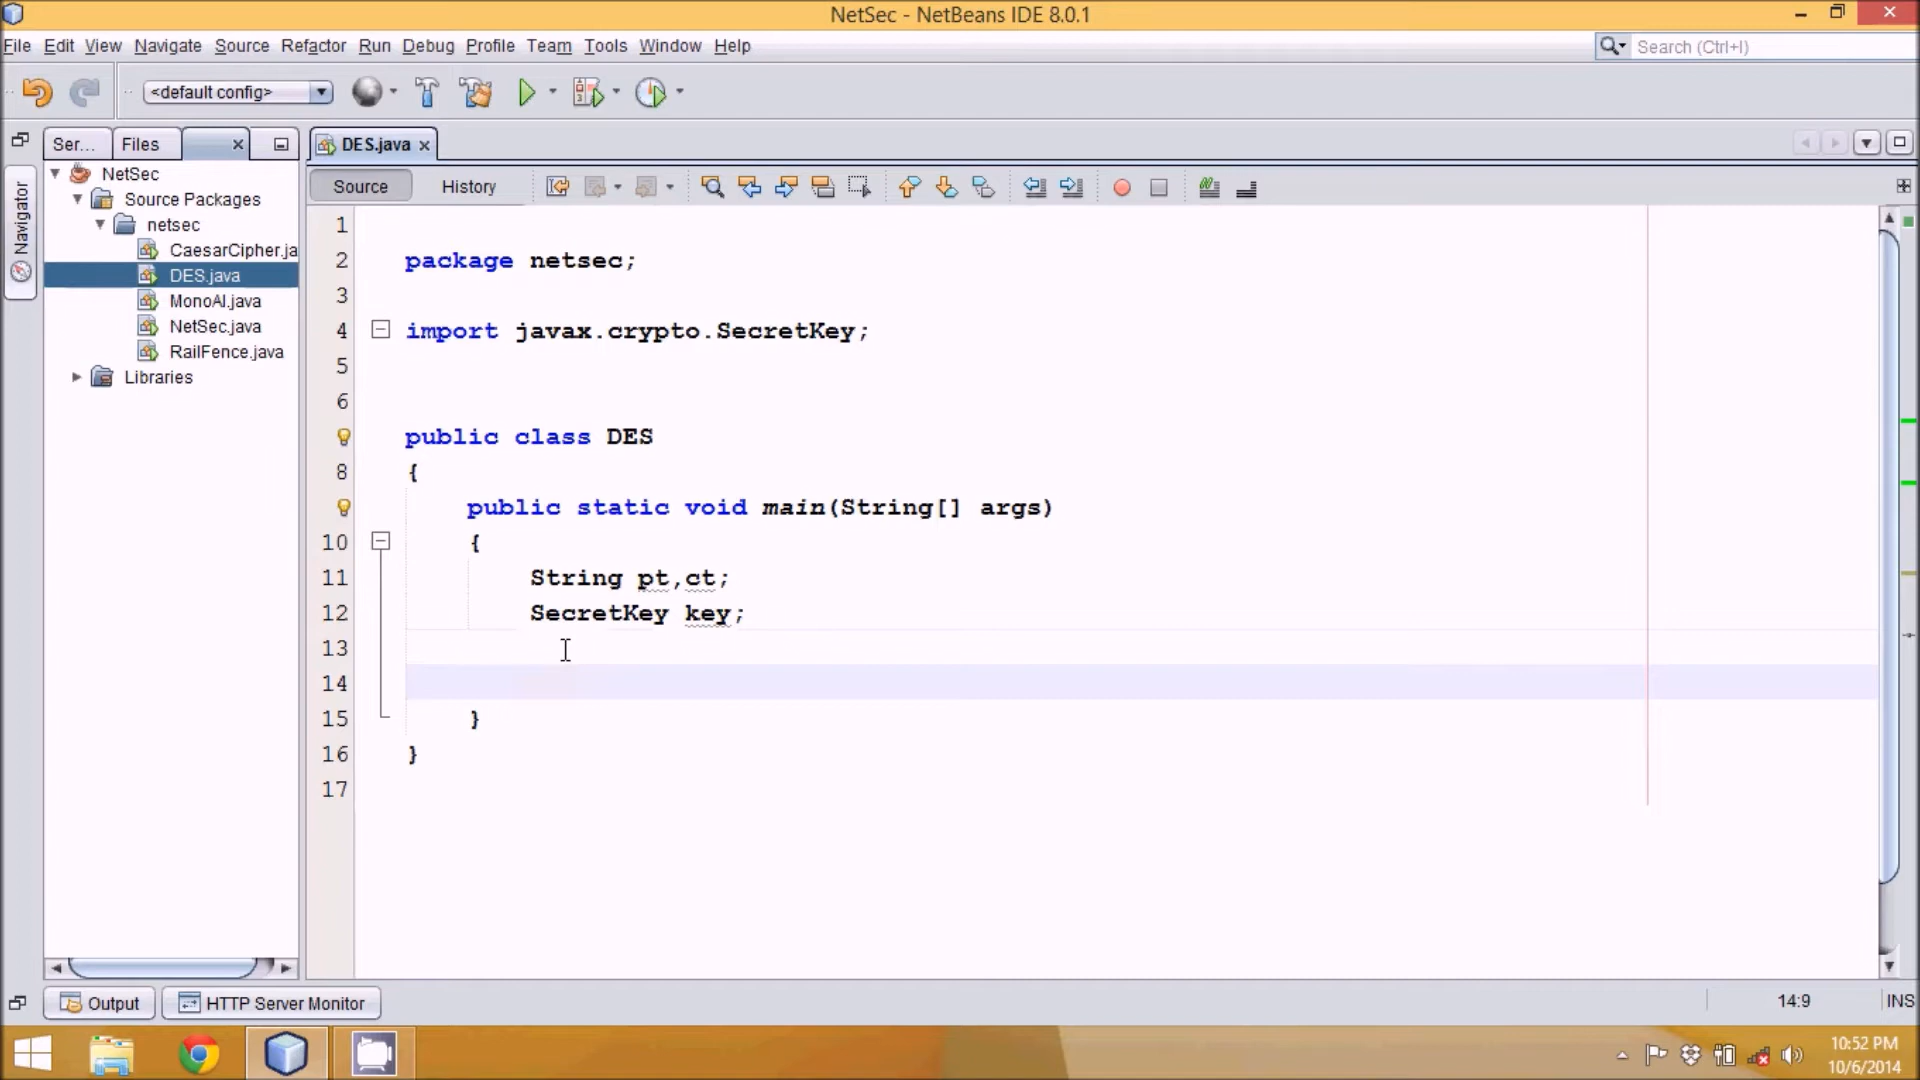 NetSec - NetBeans IDE 8.0.1
File Edit View Navigate Source Refactor Run Debug Profile Team Tools Window Help
Search (Ctrl+I)
<default config>
Ser... Files
DES.java
Navigator
Source History
NetSec
Source Packages
netsec
CaesarCipher.ja
DES.java
MonoAl.java
NetSec.java
RailFence.java
Libraries
1
2 package netsec;
3
4 import javax.crypto.SecretKey;
5
6
public class DES
8 {
public static void main(String[] args)
10 {
11 String pt,ct;
12 SecretKey key;
13
14
15 }
16 }
17
Output HTTP Server Monitor
14:9 INS
10:52 PM
10/6/2014